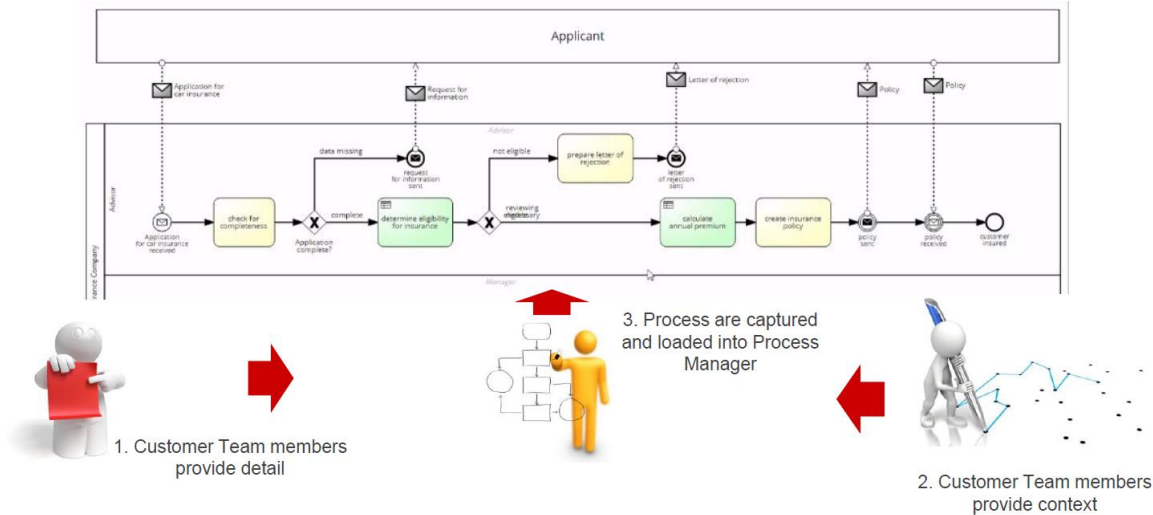 Applicant
Application for
car insurance
Request for
information
Letter of rejection
Policy
Policy
Advisor
Advisor
data missing
request
for information
sent
not eligible
prepare letter of
rejection
letter
of rejection
sent
Application
for car insurance
received
check for
completeness
Application
complete?
complete
determine eligibility
for insurance
reviewing
calculate
annual premium
create insurance
policy
policy
sent
policy
received
customer
insured
rance Company
Manager
1. Customer Team members
provide detail
3. Process are captured
and loaded into Process
Manager
2. Customer Team members
provide context